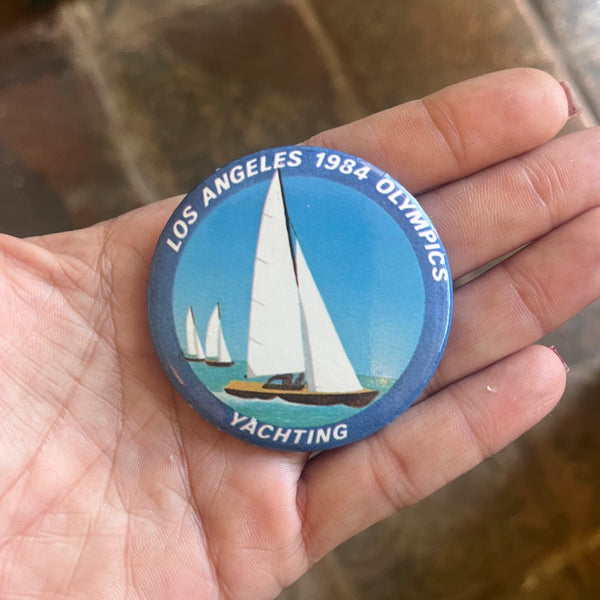 LOS ANGELES 1984 OLYMPICS
YACHTING